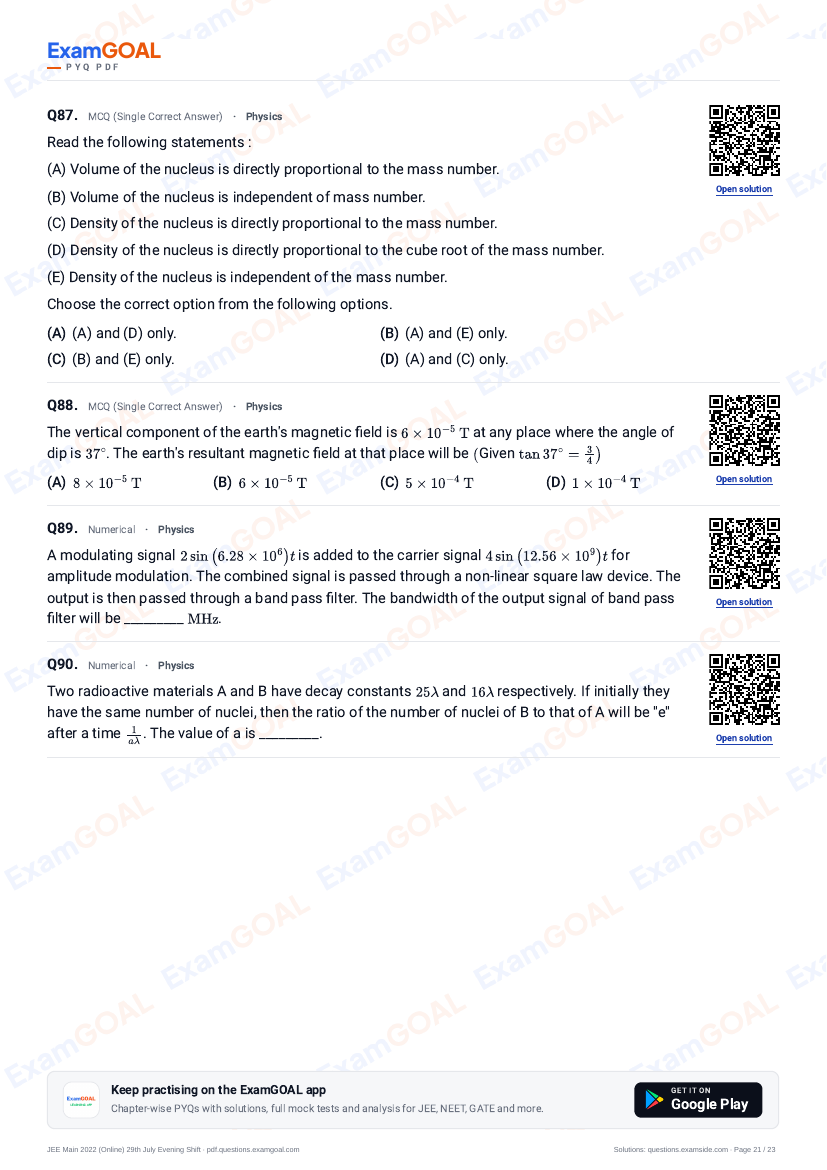 ExamGOAL
PYQ PDF
Q87. MCQ (Single Correct Answer) · Physics
Read the following statements :
(A) Volume of the nucleus is directly proportional to the mass number.
(B) Volume of the nucleus is independent of mass number.
(C) Density of the nucleus is directly proportional to the mass number.
(D) Density of the nucleus is directly proportional to the cube root of the mass number.
(E) Density of the nucleus is independent of the mass number.
Choose the correct option from the following options.
(A) (A) and (D) only. (B) (A) and (E) only.
(C) (B) and (E) only. (D) (A) and (C) only.
Open solution
Q88. MCQ (Single Correct Answer) · Physics
The vertical component of the earth's magnetic field is 6 × 10⁻⁵ T at any place where the angle of
dip is 37°. The earth's resultant magnetic field at that place will be (Given tan 37° = 3/4)
(A) 8 × 10⁻⁵ T (B) 6 × 10⁻⁵ T (C) 5 × 10⁻⁴ T (D) 1 × 10⁻⁴ T
Open solution
Q89. Numerical · Physics
A modulating signal 2 sin (6.28 × 10⁶) t is added to the carrier signal 4 sin (12.56 × 10⁹) t for
amplitude modulation. The combined signal is passed through a non-linear square law device. The
output is then passed through a band pass filter. The bandwidth of the output signal of band pass
filter will be _________ MHz.
Open solution
Q90. Numerical · Physics
Two radioactive materials A and B have decay constants 25λ and 16λ respectively. If initially they
have the same number of nuclei, then the ratio of the number of nuclei of B to that of A will be "e"
after a time 1/aλ. The value of a is _________.
Open solution
ExamGOAL
Keep practising on the ExamGOAL app
Chapter-wise PYQs with solutions, full mock tests and analysis for JEE, NEET, GATE and more.
GET IT ON
Google Play
JEE Main 2022 (Online) 29th July Evening Shift · pdf.questions.examgoal.com
Solutions: questions.examside.com · Page 21 / 23